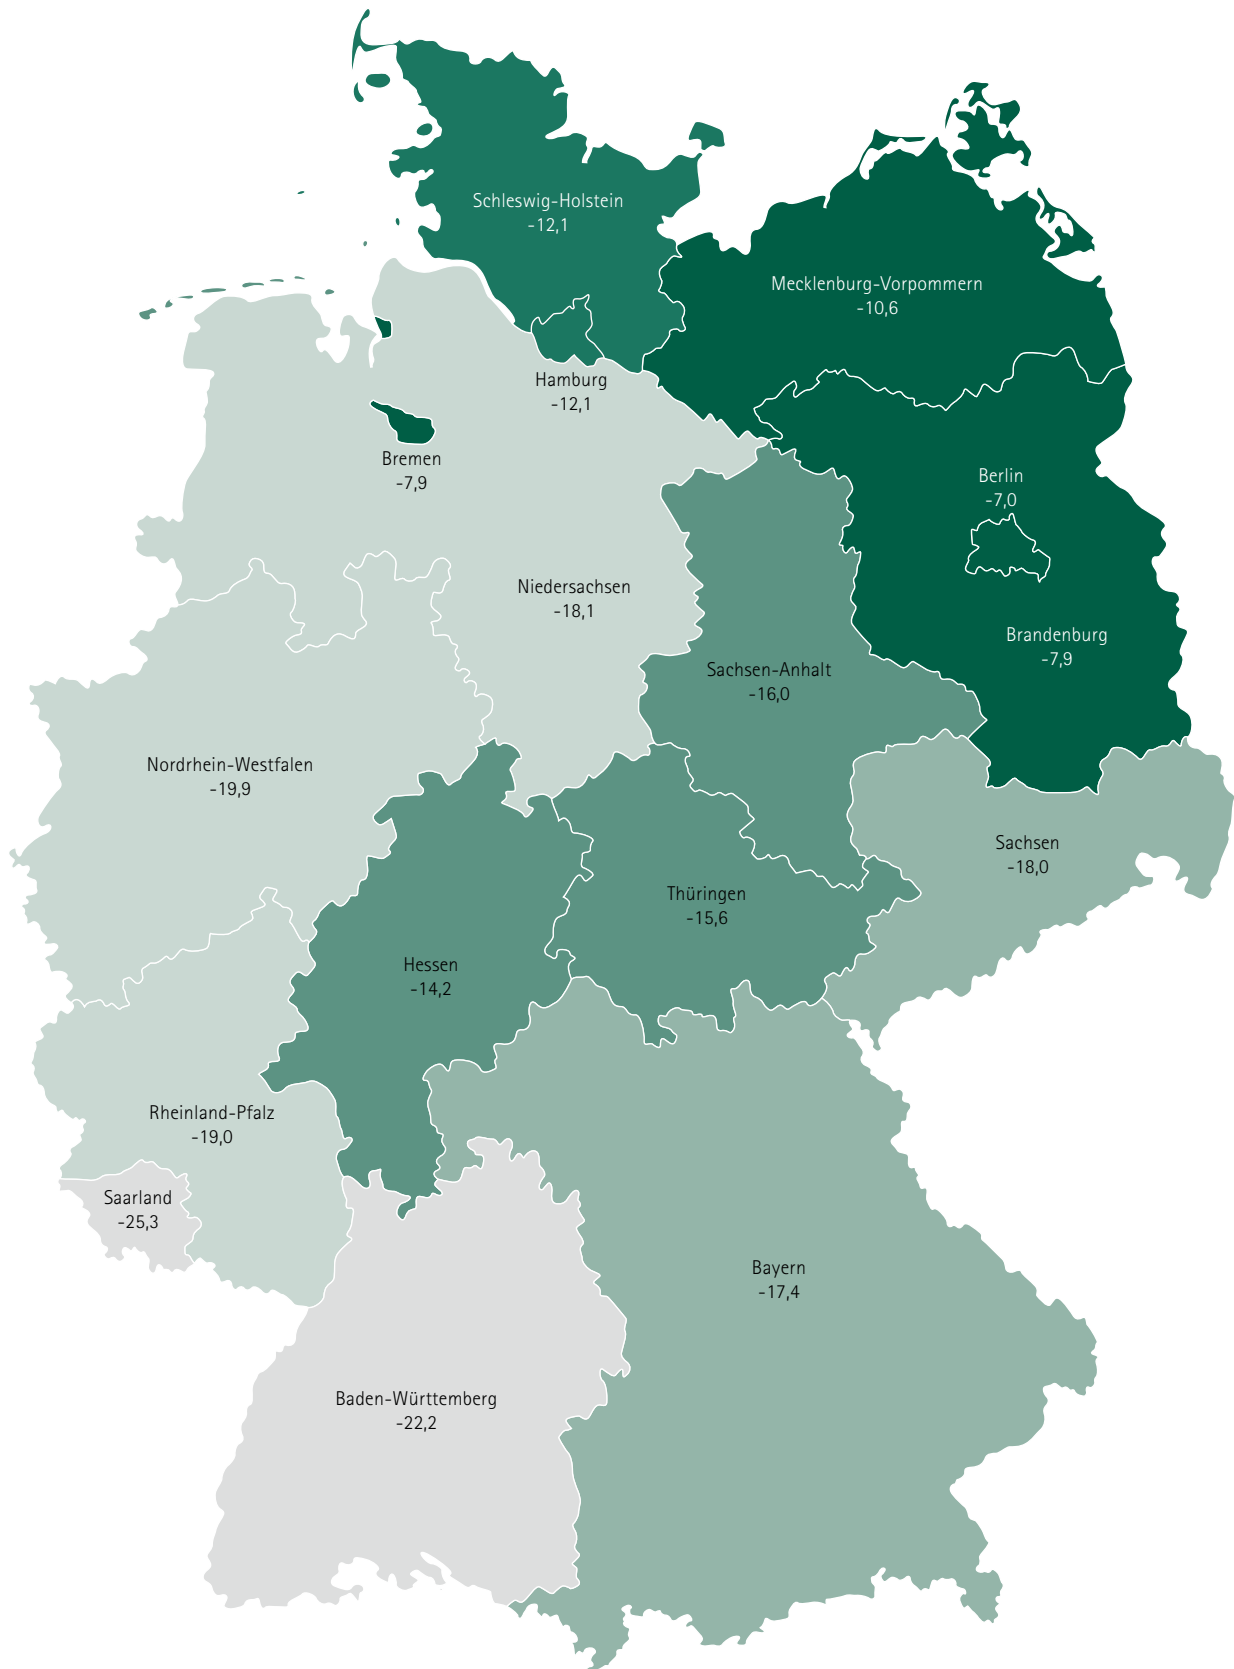 Schleswig-Holstein
-12,1
Mecklenburg-Vorpommern
-10,6
Hamburg
-12,1
Bremen
-7,9
Berlin
-7,0
Niedersachsen
-18,1
Brandenburg
-7,9
Sachsen-Anhalt
-16,0
Nordrhein-Westfalen
-19,9
Sachsen
-18,0
Thüringen
-15,6
Hessen
-14,2
Rheinland-Pfalz
-19,0
Saarland
-25,3
Bayern
-17,4
Baden-Württemberg
-22,2